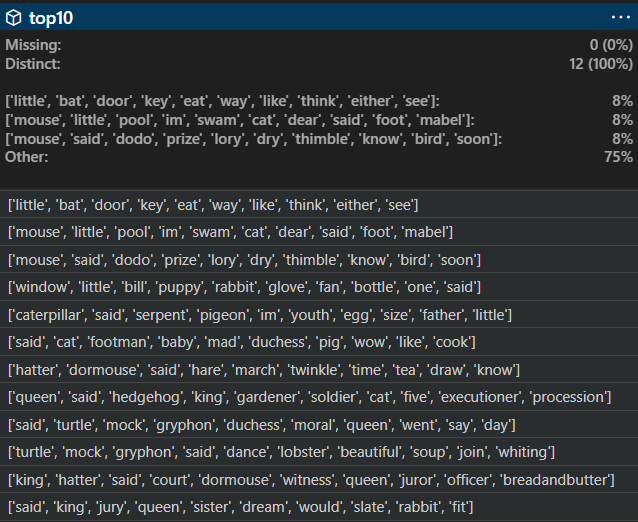 top10 ...
Missing: 0 (0%)
Distinct: 12 (100%)
['little', 'bat', 'door', 'key', 'eat', 'way', 'like', 'think', 'either', 'see']: 8%
['mouse', 'little', 'pool', 'im', 'swam', 'cat', 'dear', 'said', 'foot', 'mabel']: 8%
['mouse', 'said', 'dodo', 'prize', 'lory', 'dry', 'thimble', 'know', 'bird', 'soon']: 8%
Other: 75%
['little', 'bat', 'door', 'key', 'eat', 'way', 'like', 'think', 'either', 'see']
['mouse', 'little', 'pool', 'im', 'swam', 'cat', 'dear', 'said', 'foot', 'mabel']
['mouse', 'said', 'dodo', 'prize', 'lory', 'dry', 'thimble', 'know', 'bird', 'soon']
['window', 'little', 'bill', 'puppy', 'rabbit', 'glove', 'fan', 'bottle', 'one', 'said']
['caterpillar', 'said', 'serpent', 'pigeon', 'im', 'youth', 'egg', 'size', 'father', 'little']
['said', 'cat', 'footman', 'baby', 'mad', 'duchess', 'pig', 'wow', 'like', 'cook']
['hatter', 'dormouse', 'said', 'hare', 'march', 'twinkle', 'time', 'tea', 'draw', 'know']
['queen', 'said', 'hedgehog', 'king', 'gardener', 'soldier', 'cat', 'five', 'executioner', 'procession']
['said', 'turtle', 'mock', 'gryphon', 'duchess', 'moral', 'queen', 'went', 'say', 'day']
['turtle', 'mock', 'gryphon', 'said', 'dance', 'lobster', 'beautiful', 'soup', 'join', 'whiting']
['king', 'hatter', 'said', 'court', 'dormouse', 'witness', 'queen', 'juror', 'officer', 'breadandbutter']
['said', 'king', 'jury', 'queen', 'sister', 'dream', 'would', 'slate', 'rabbit', 'fit']